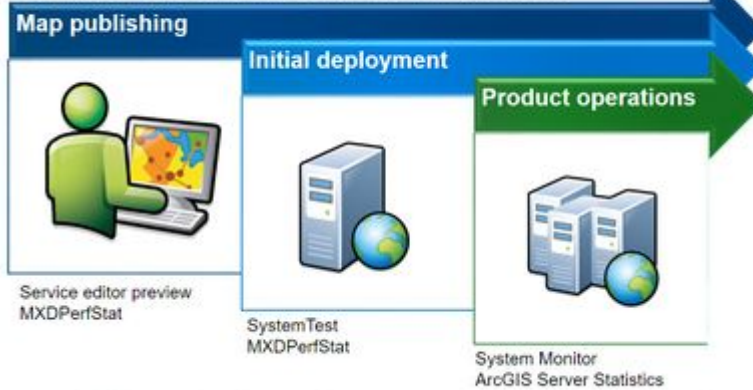 Map publishing
Initial deployment
Product operations
Service editor preview
MXDPerfStat
SystemTest
MXDPerfStat
System Monitor
ArcGIS Server Statistics